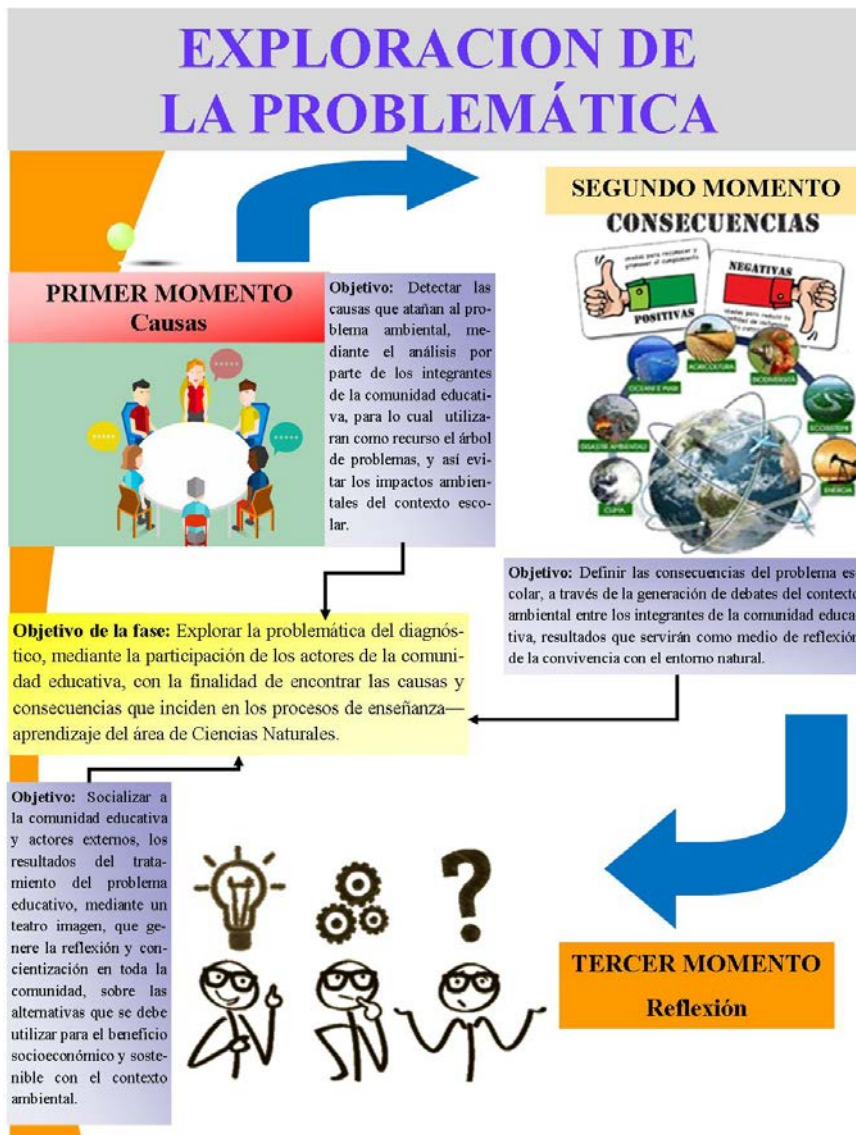 EXPLORACION DE
LA PROBLEMÁTICA
PRIMER MOMENTO
Causas
Objetivo: Detectar las
causas que atañan al pro-
blema ambiental, me-
diante el análisis por
parte de los integrantes
de la comunidad educati-
va, para lo cual utiliza-
ran como recurso el árbol
de problemas, y así evi-
tar los impactos ambien-
tales del contexto esco-
lar.
SEGUNDO MOMENTO
CONSECUENCIAS
POSITIVAS
NEGATIVAS
AGRICOLTURA
BIODIVERSITÀ
ECOSISTEMI
ENERGIA
DISASTRI AMBIENTALI
CLIMA
Objetivo: Definir las consecuencias del problema es-
colar, a través de la generación de debates del contexto
ambiental entre los integrantes de la comunidad educa-
tiva, resultados que servirán como medio de reflexión
de la convivencia con el entorno natural.
Objetivo de la fase: Explorar la problemática del diagnós-
tico, mediante la participación de los actores de la comuni-
dad educativa, con la finalidad de encontrar las causas y
consecuencias que inciden en los procesos de enseñanza—
aprendizaje del área de Ciencias Naturales.
Objetivo: Socializar a
la comunidad educativa
y actores externos, los
resultados del trata-
miento del problema
educativo, mediante un
teatro imagen, que ge-
nere la reflexión y con-
cientización en toda la
comunidad, sobre las
alternativas que se debe
utilizar para el beneficio
socioeconómico y soste-
nible con el contexto
ambiental.
?
TERCER MOMENTO
Reflexión